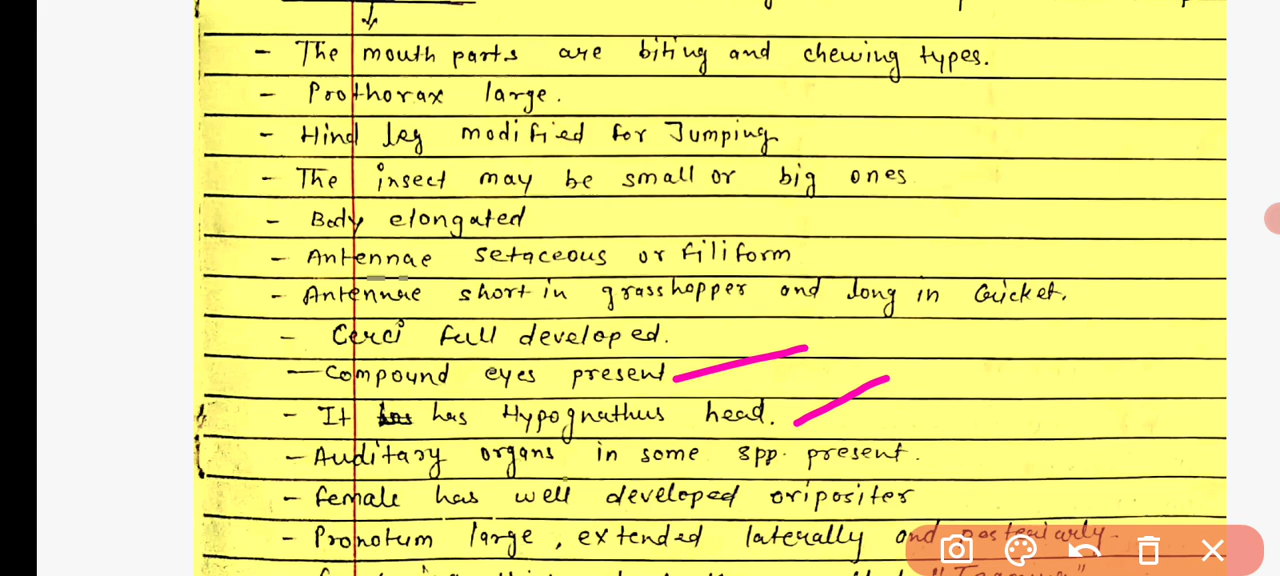 - The mouth parts are biting and chewing types.
- Prothorax large.
- Hind leg modified for Jumping
- The insect may be small or big ones
- Body elongated
- Antennae setaceous or filiform
- Antennae short in grasshopper and long in Cricket.
- Cerci full developed.
- Compound eyes present
- It has has Hypognathus head.
- Auditary organs in some spp. present.
- female has well developed oripositer
- Pronotum large, extended laterally and posteriarly.